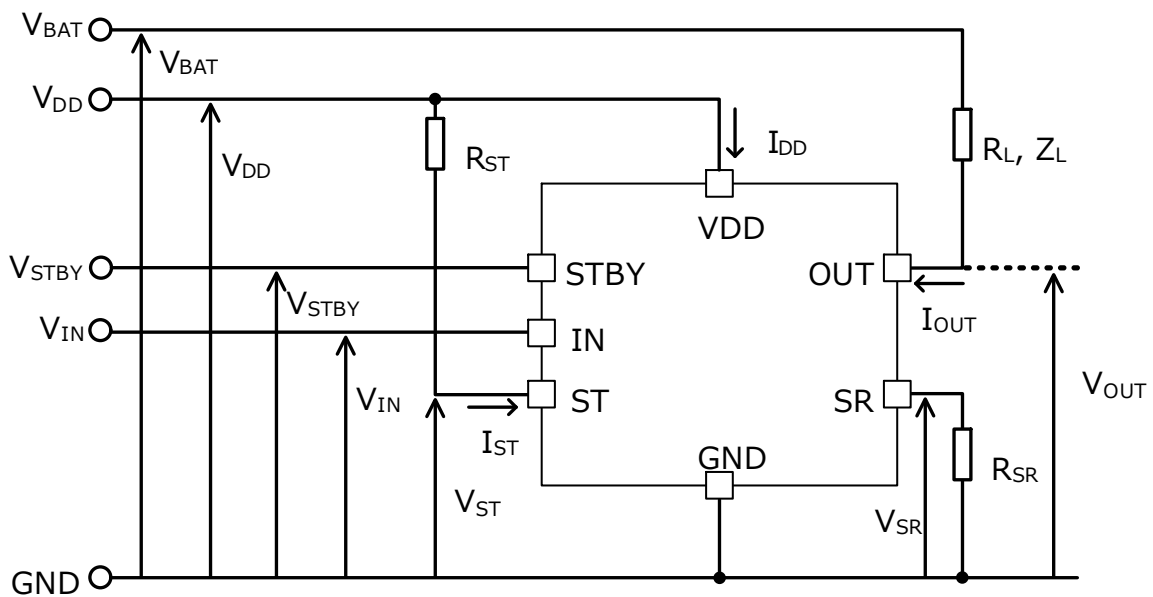 VBAT
VBAT
VDD
VDD
RST
IDD
RL, ZL
VDD
VSTBY
VSTBY
STBY
OUT
IOUT
VIN
VIN
IN
VOUT
ST
SR
IST
GND
RSR
VST
VSR
GND